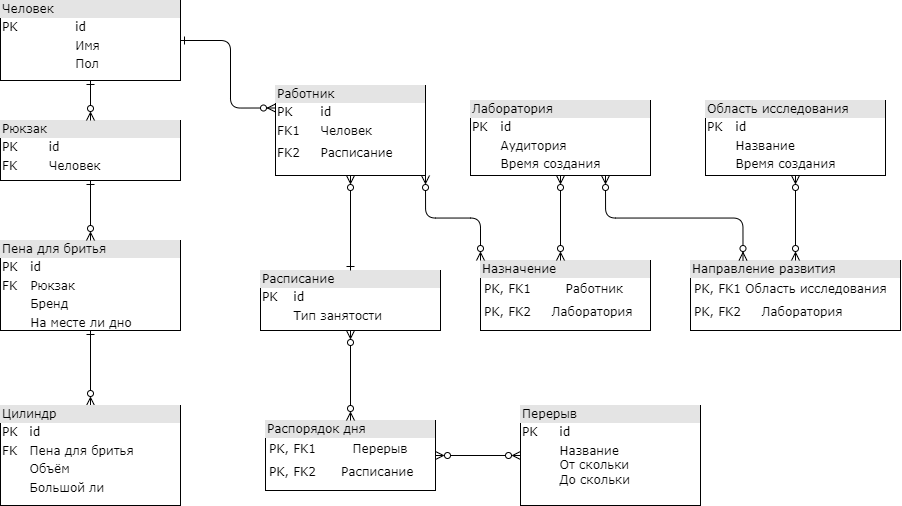 Человек
PK id
Имя
Пол
Рюкзак
PK id
FK Человек
Пена для бритья
PK id
FK Рюкзак
Бренд
На месте ли дно
Цилиндр
PK id
FK Пена для бритья
Объём
Большой ли
Работник
PK id
FK1 Человек
FK2 Расписание
Расписание
PK id
Тип занятости
Распорядок дня
PK, FK1 Перерыв
PK, FK2 Расписание
Лаборатория
PK id
Аудитория
Время создания
Назначение
PK, FK1 Работник
PK, FK2 Лаборатория
Перерыв
PK id
Название
От скольки
До скольки
Область исследования
PK id
Название
Время создания
Направление развития
PK, FK1 Область исследования
PK, FK2 Лаборатория